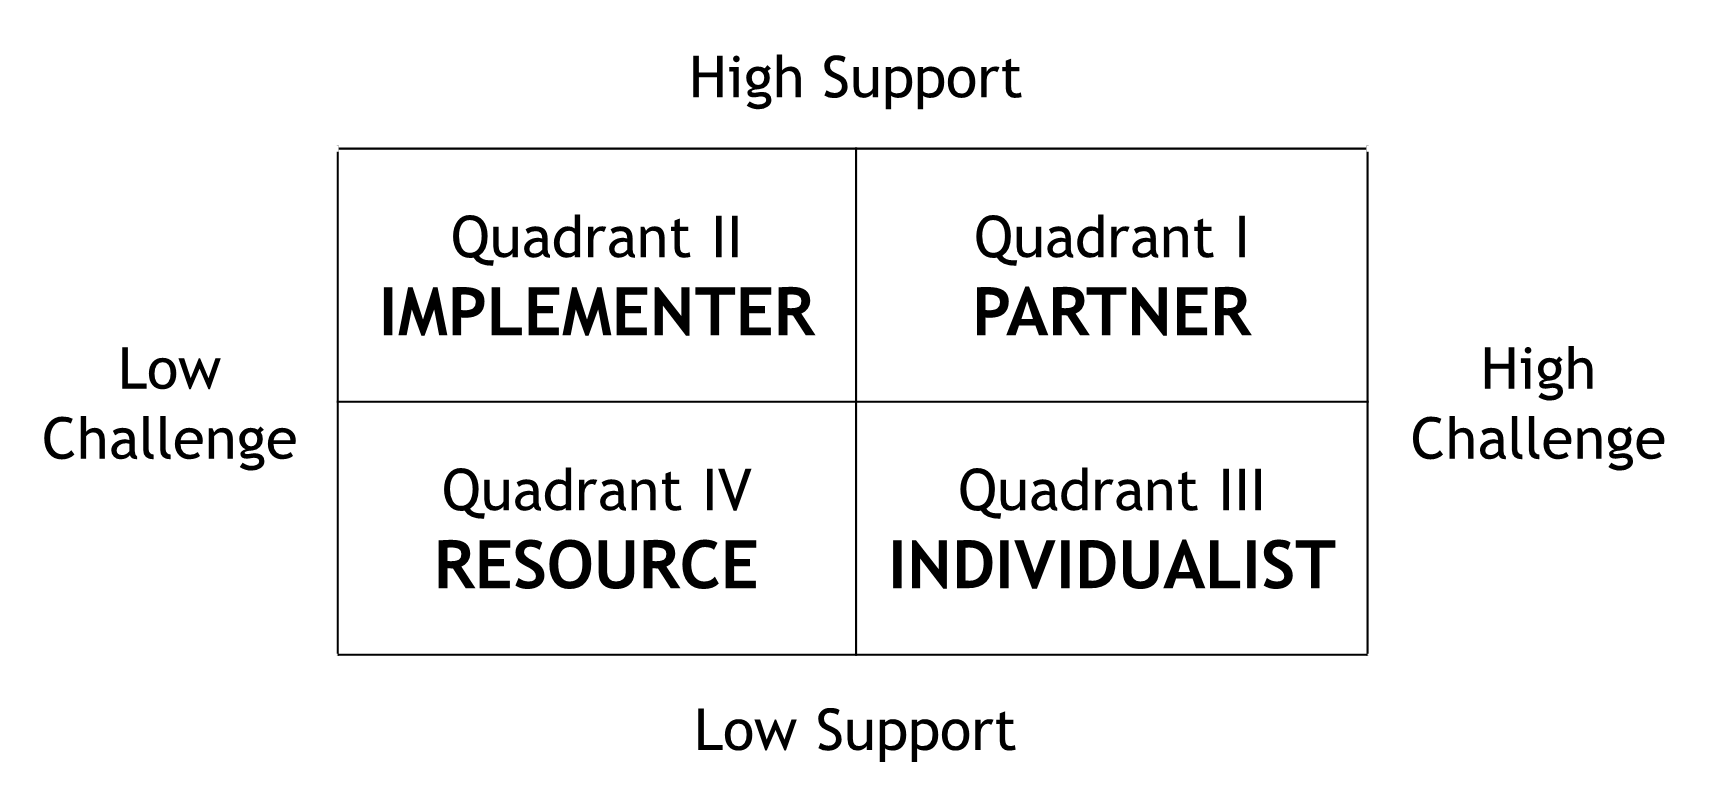 High Support
Quadrant II
IMPLEMENTER
Quadrant I
PARTNER
Low
Challenge
High
Challenge
Quadrant IV
RESOURCE
Quadrant III
INDIVIDUALIST
Low Support